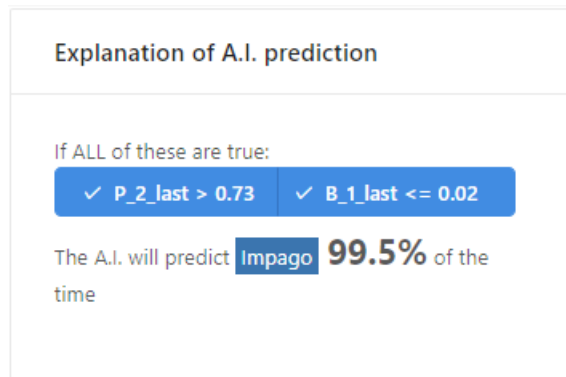 Explanation of A.I. prediction
If ALL of these are true:
✓ P_2_last > 0.73 ✓ B_1_last <= 0.02
The A.I. will predict Impago 99.5% of the
time